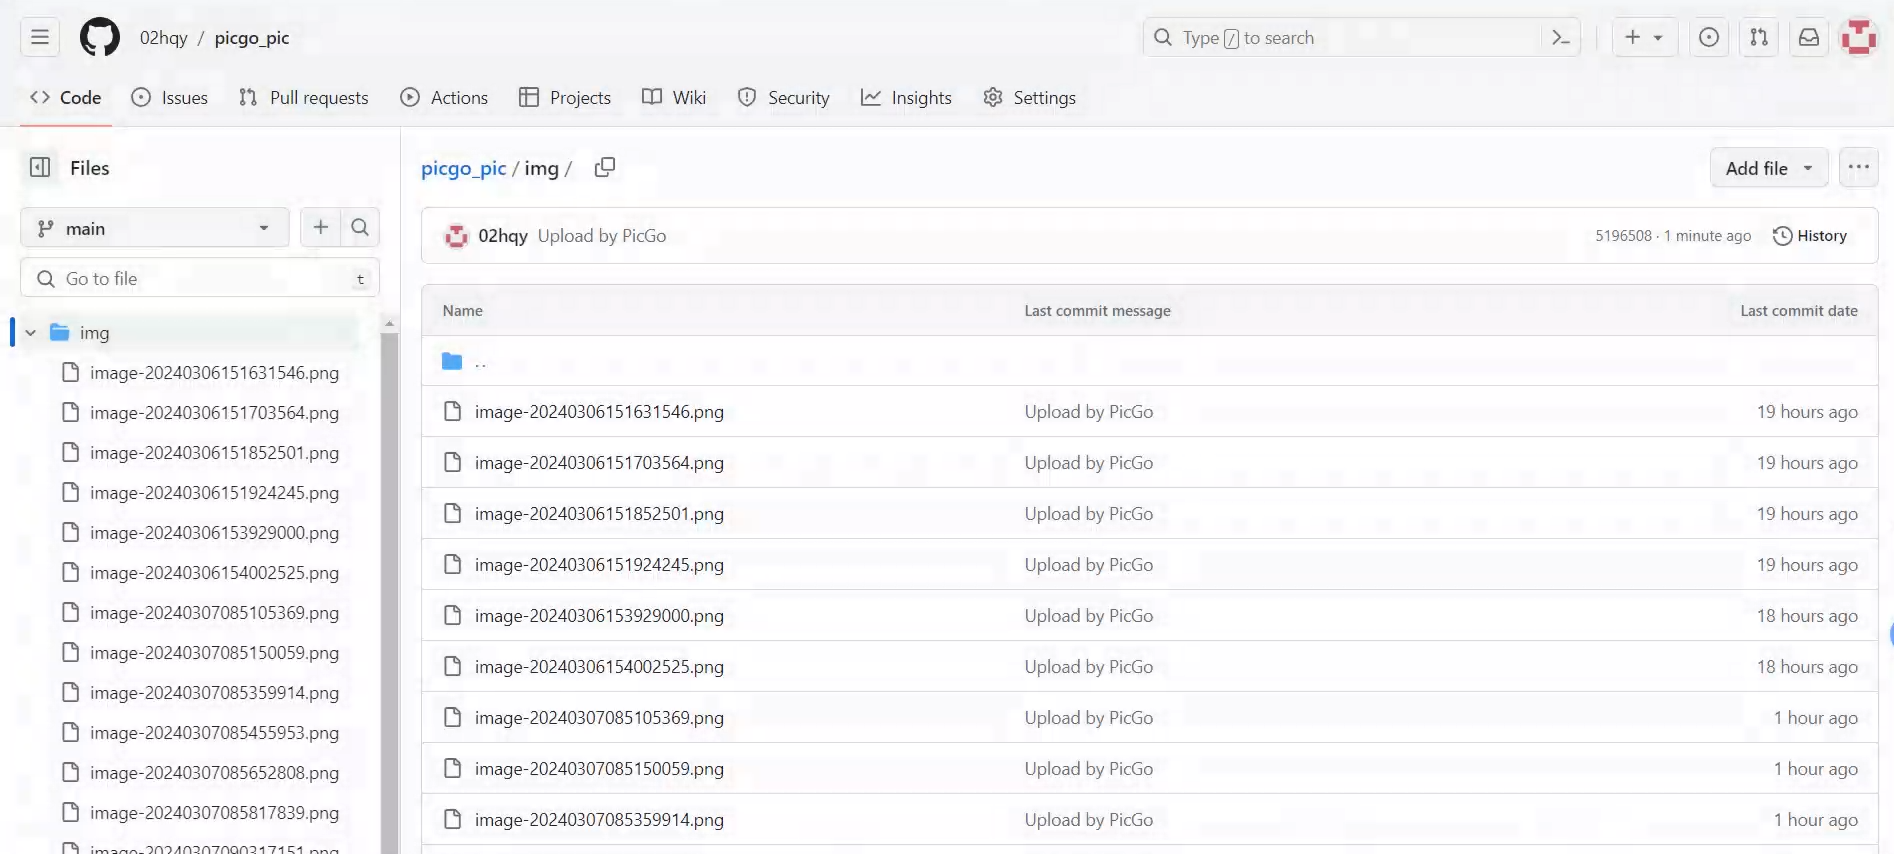 02hqy / picgo_pic
Type / to search
Code Issues Pull requests Actions Projects Wiki Security Insights Settings
Files
main
Go to file t
img
image-20240306151631546.png
image-20240306151703564.png
image-20240306151852501.png
image-20240306151924245.png
image-20240306153929000.png
image-20240306154002525.png
image-20240307085105369.png
image-20240307085150059.png
image-20240307085359914.png
image-20240307085455953.png
image-20240307085652808.png
image-20240307085817839.png
image-20240307090317151.png
picgo_pic / img /
Add file
02hqy Upload by PicGo 5196508 · 1 minute ago History
Name Last commit message Last commit date
..
image-20240306151631546.png Upload by PicGo 19 hours ago
image-20240306151703564.png Upload by PicGo 19 hours ago
image-20240306151852501.png Upload by PicGo 19 hours ago
image-20240306151924245.png Upload by PicGo 19 hours ago
image-20240306153929000.png Upload by PicGo 18 hours ago
image-20240306154002525.png Upload by PicGo 18 hours ago
image-20240307085105369.png Upload by PicGo 1 hour ago
image-20240307085150059.png Upload by PicGo 1 hour ago
image-20240307085359914.png Upload by PicGo 1 hour ago